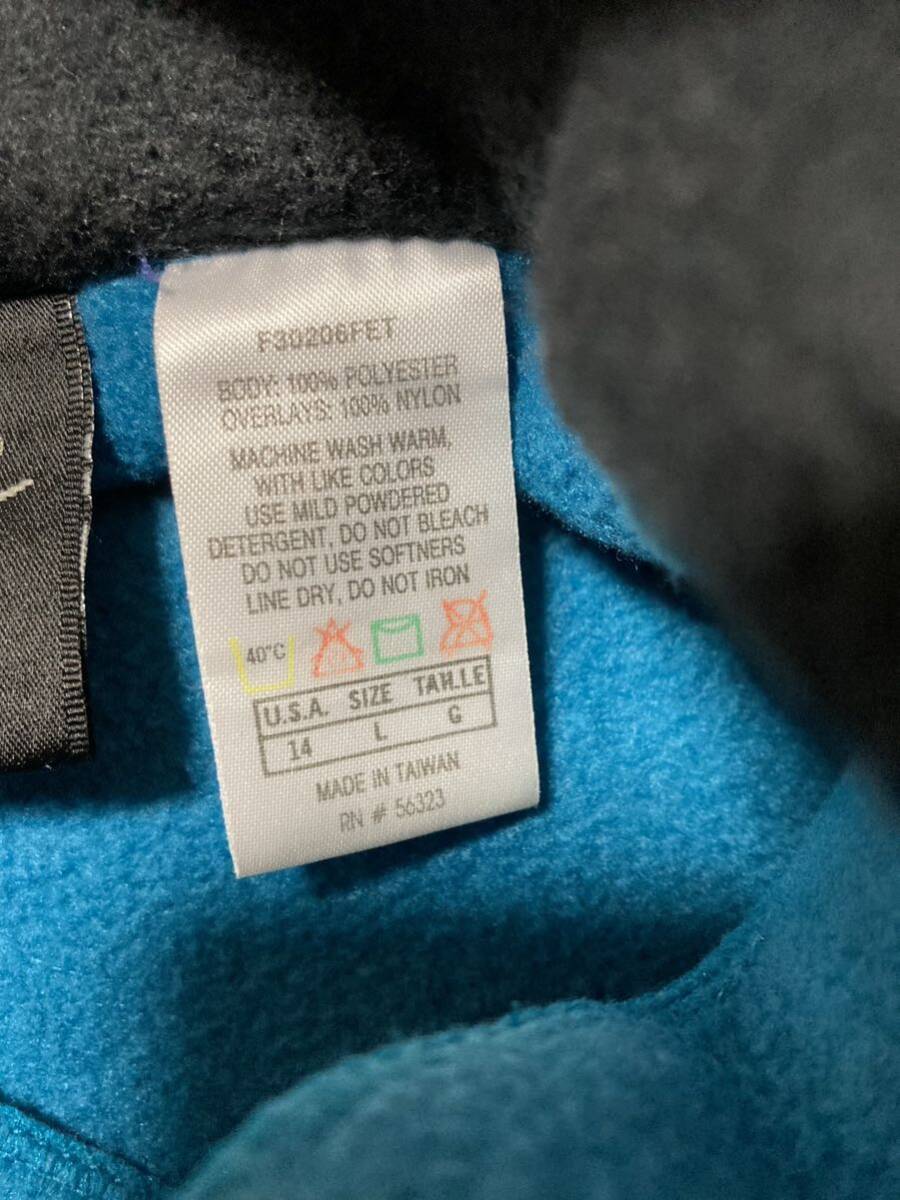 F30206FET
BODY: 100% POLYESTER
OVERLAYS: 100% NYLON
MACHINE WASH WARM,
WITH LIKE COLORS
USE MILD POWDERED
DETERGENT, DO NOT BLEACH
DO NOT USE SOFTNERS
LINE DRY, DO NOT IRON
40°C
U.S.A. SIZE TAILLE
14 L G
MADE IN TAIWAN
RN # 56323